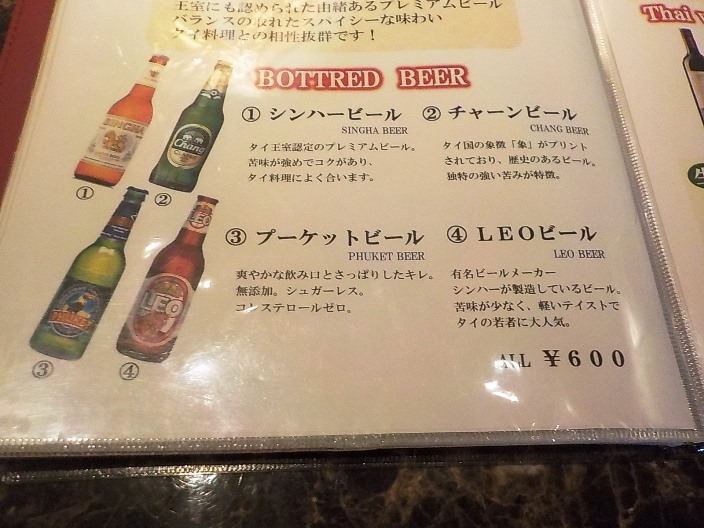 王室にも認められた由緒あるプレミアムビール
バランスの取れたスパイシーな味わい
タイ料理との相性抜群です！
BOTTRED BEER
① シンハービール
SINGHA BEER
タイ王室認定のプレミアムビール。
苦味が強めでコクがあり、
タイ料理によく合います。
② チャーンビール
CHANG BEER
タイ国の象徴「象」がプリント
されており、歴史のあるビール。
独特の強い苦みが特徴。
③ プーケットビール
PHUKET BEER
爽やかな飲み口とさっぱりしたキレ。
無添加。シュガーレス。
コレステロールゼロ。
④ ＬＥＯビール
LEO BEER
有名ビールメーカー
シンハーが製造しているビール。
苦味が少なく、軽いテイストで
タイの若者に大人気。
ALL ￥600
①
②
③
④
Chang
LEO
Thai